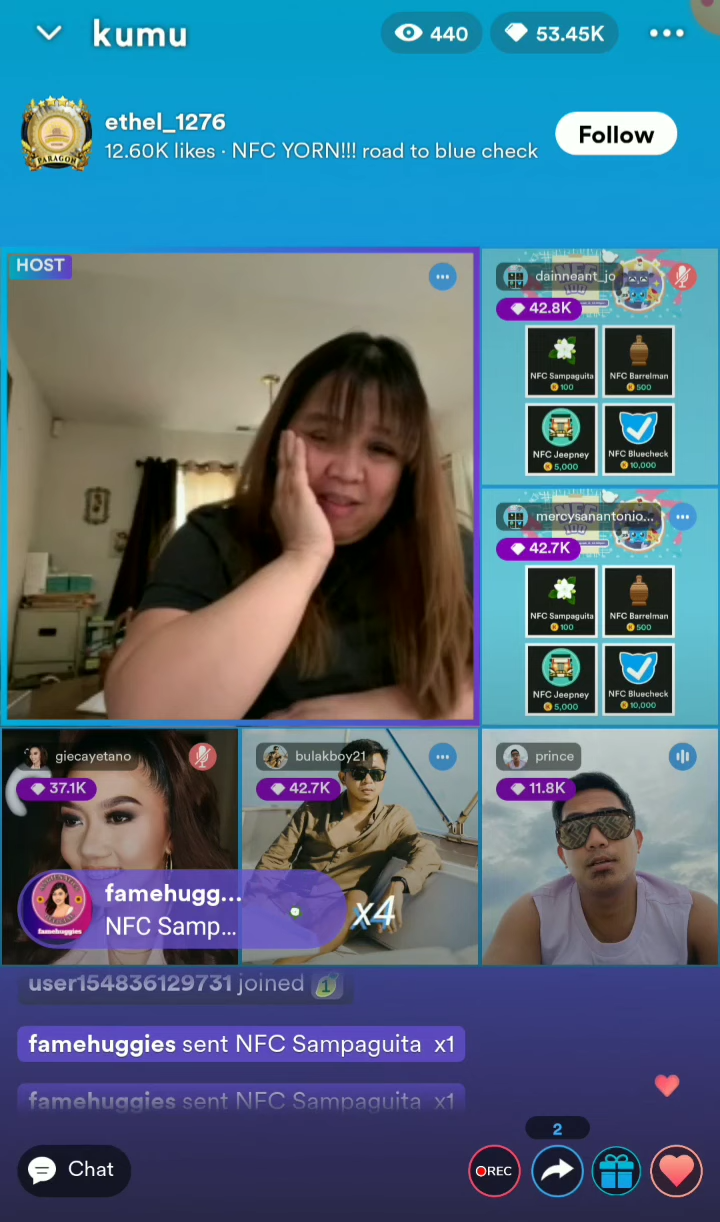 kumu
440
53.45K
PARAGON
ethel_1276
12.60K likes · NFC YORN!!! road to blue check
Follow
HOST
dainneant_jo
42.8K
NFC Sampaguita
100
NFC Barrelman
500
NFC Jeepney
5,000
NFC Bluecheck
10,000
mercysanantonio...
42.7K
NFC Sampaguita
100
NFC Barrelman
500
NFC Jeepney
5,000
NFC Bluecheck
10,000
giecayetano
37.1K
bulakboy21
42.7K
prince
11.8K
famehuggies
famehugg...
NFC Samp...
x4
user154836129731 joined 1
famehuggies sent NFC Sampaguita x1
famehuggies sent NFC Sampaguita x1
2
Chat
REC